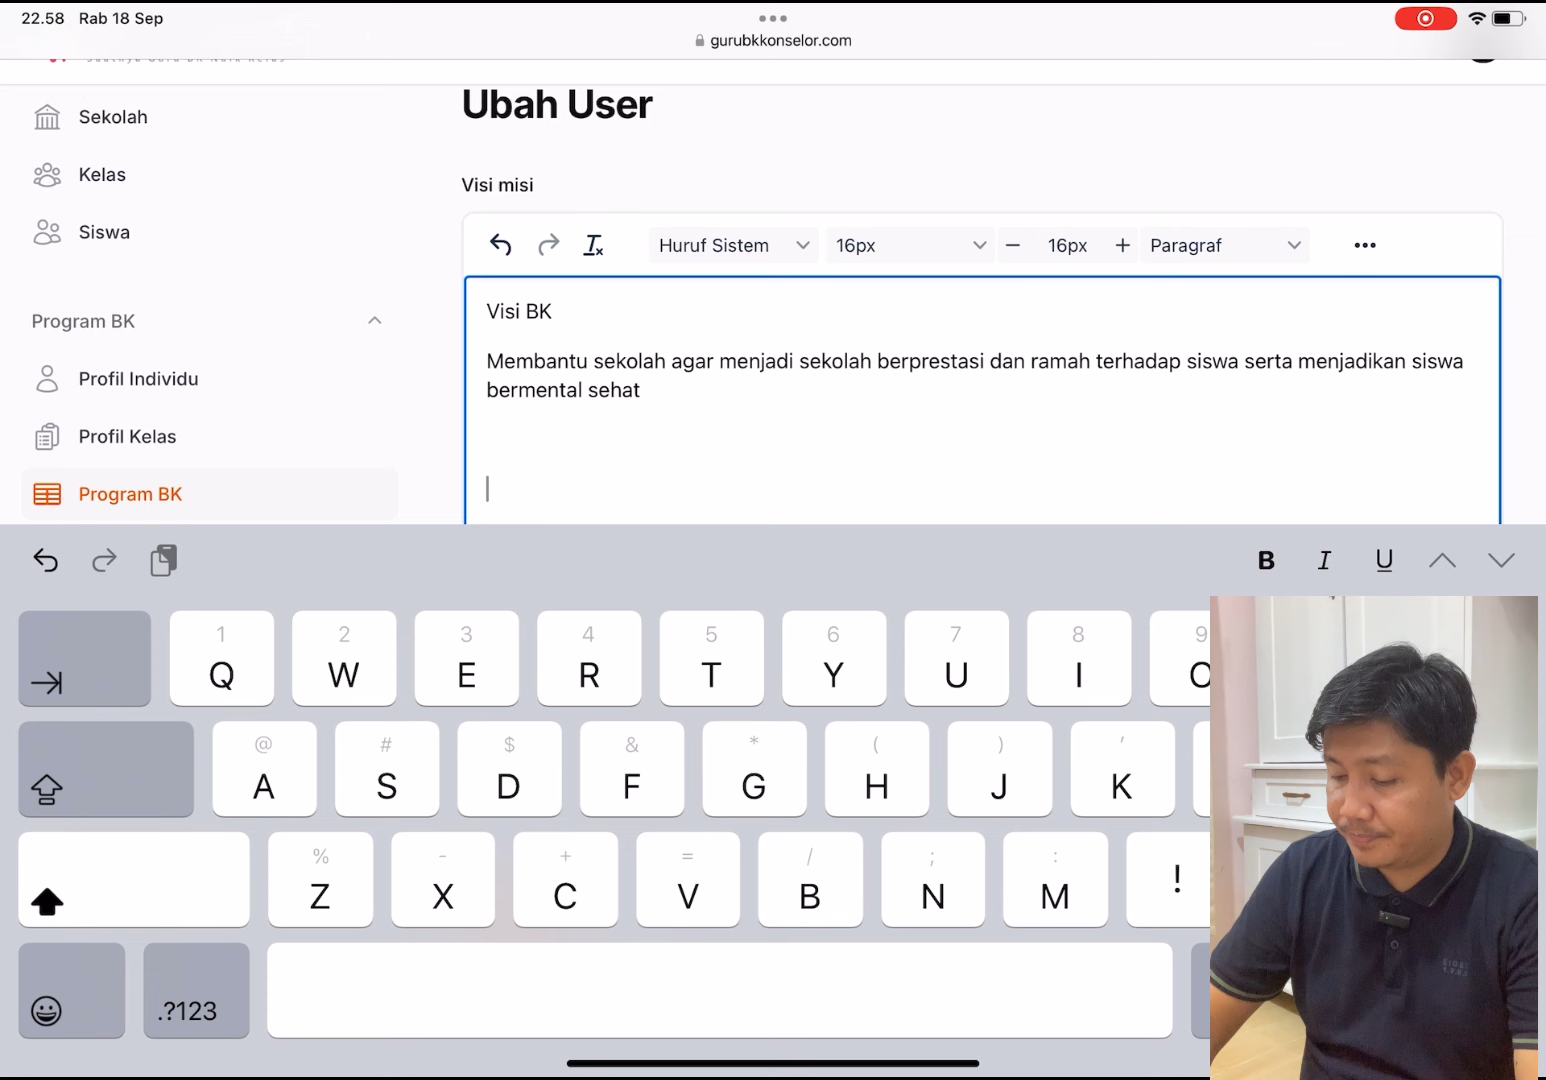 22.58 Rab 18 Sep
gurubkkonselor.com
Sekolah
Kelas
Siswa
Program BK
Profil Individu
Profil Kelas
Program BK
Ubah User
Visi misi
Huruf Sistem
16px
− 16px +
Paragraf
Visi BK
Membantu sekolah agar menjadi sekolah berprestasi dan ramah terhadap siswa serta menjadikan siswa
bermental sehat
B I U
1 2 3 4 5 6 7 8 9
Q W E R T Y U I
@ # $ & * ( ) '
A S D F G H J K
% - + = / ; :
Z X C V B N M !
.?123